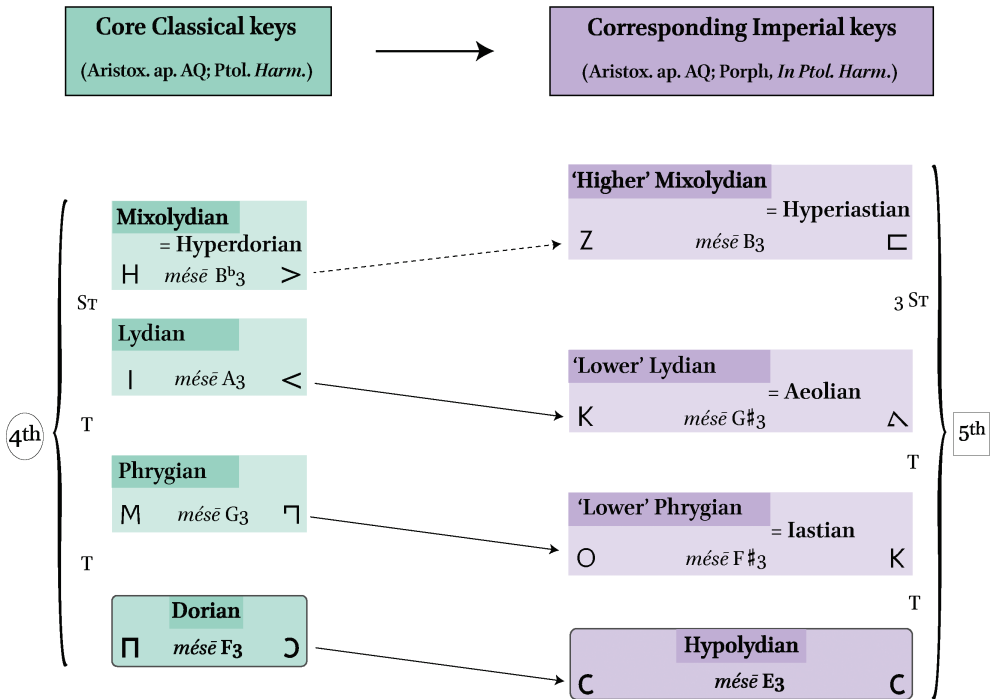 Core Classical keys
(Aristox. ap. AQ; Ptol. Harm.)
Corresponding Imperial keys
(Aristox. ap. AQ; Porph, In Ptol. Harm.)
Mixolydian
= Hyperdorian
Η mésē B♭3 >
St
Lydian
Ι mésē A3 <
T
Phrygian
Μ mésē G3 ⊓
T
Dorian
Π mésē F3 Ɔ
4th
‘Higher’ Mixolydian
= Hyperiastian
Ζ mésē B3 ⊏
3 St
‘Lower’ Lydian
= Aeolian
Κ mésē G♯3
T
‘Lower’ Phrygian
= Iastian
Ο mésē F♯3 Κ
T
Hypolydian
C mésē E3 C
5th